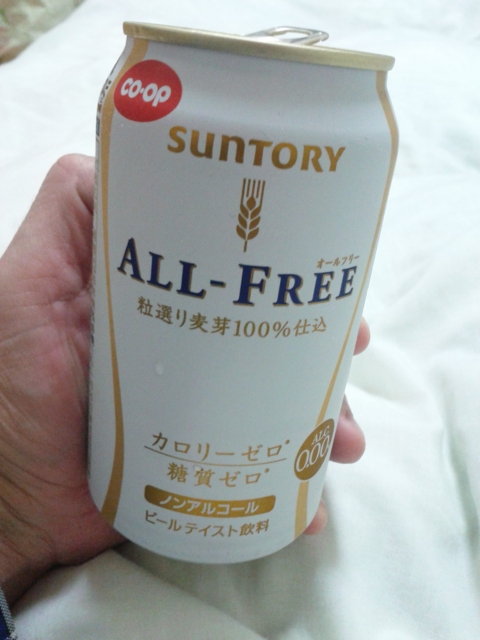 co·op
SUNTORY
オールフリー
ALL-FREE
粒選り麦芽100%仕込
カロリーゼロ*
糖質ゼロ*
ALC.
0.00%
ノンアルコール
ビールテイスト飲料